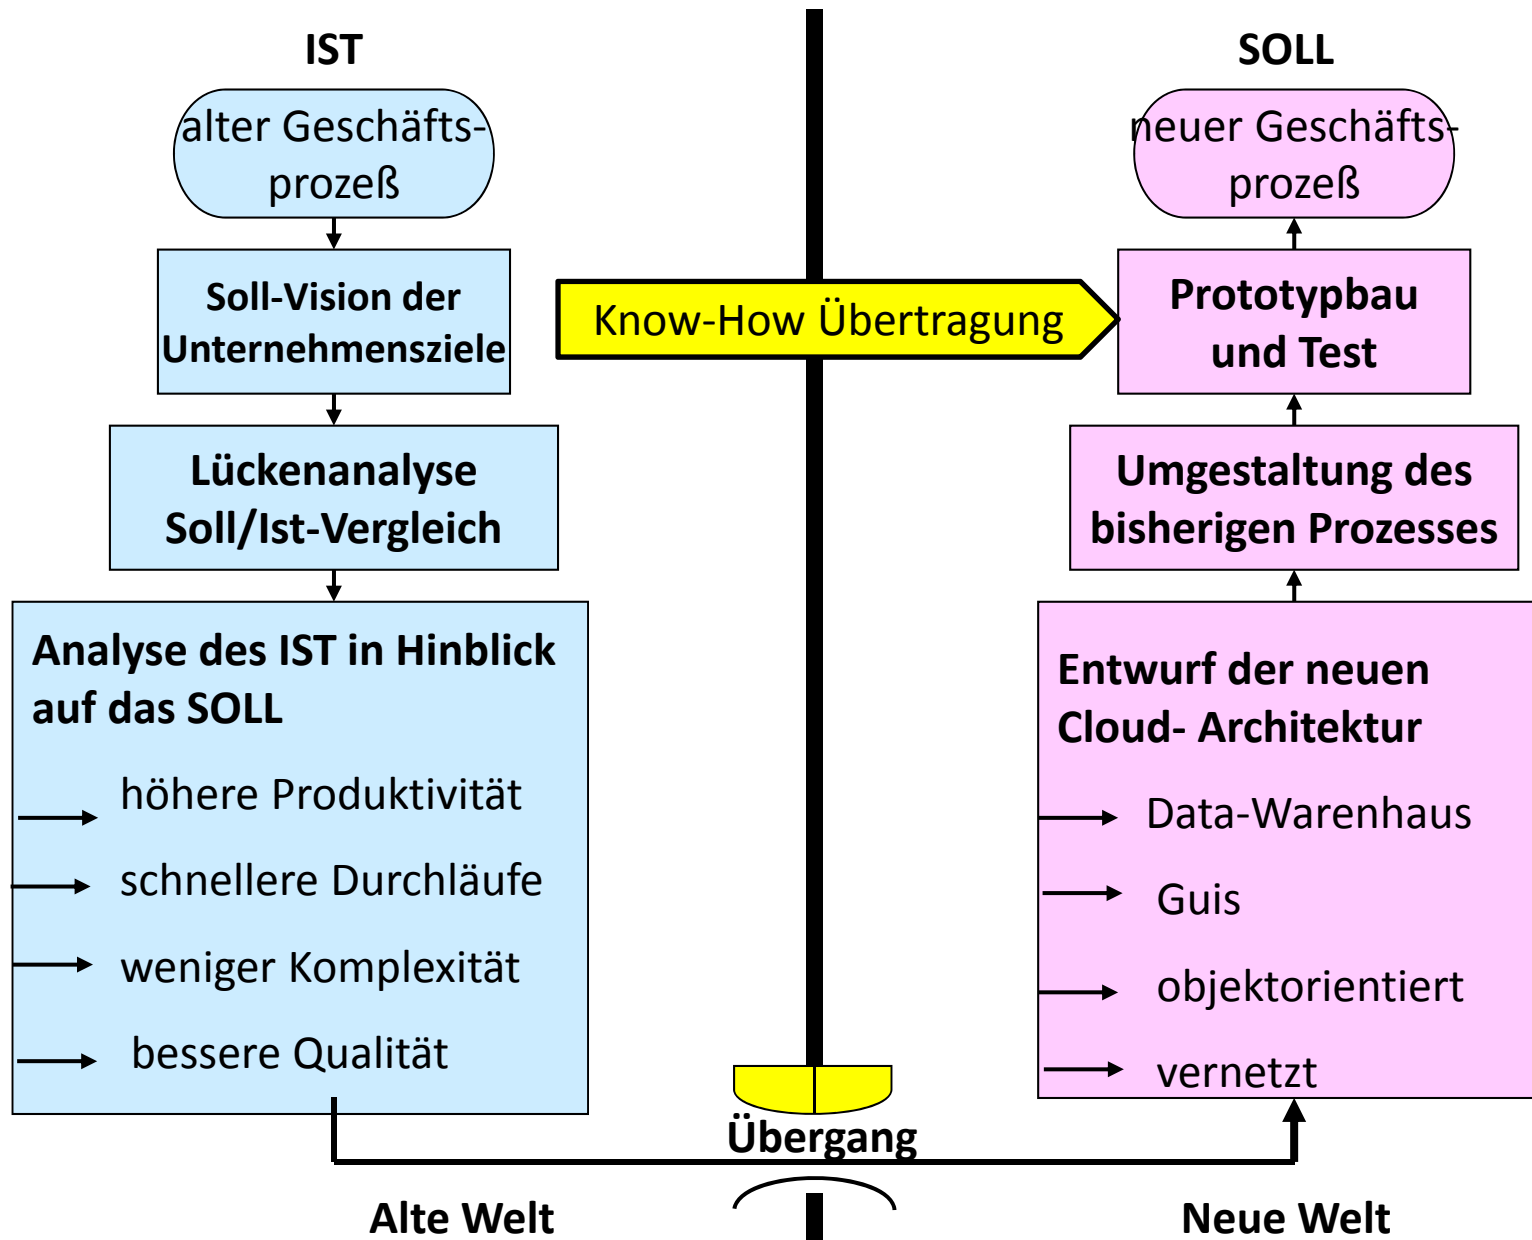 IST
alter Geschäfts-
prozeß
Soll-Vision der
Unternehmensziele
Lückenanalyse
Soll/Ist-Vergleich
Analyse des IST in Hinblick
auf das SOLL
höhere Produktivität
schnellere Durchläufe
weniger Komplexität
bessere Qualität
Alte Welt
Know-How Übertragung
Übergang
SOLL
neuer Geschäfts-
prozeß
Prototypbau
und Test
Umgestaltung des
bisherigen Prozesses
Entwurf der neuen
Cloud- Architektur
Data-Warenhaus
Guis
objektorientiert
vernetzt
Neue Welt